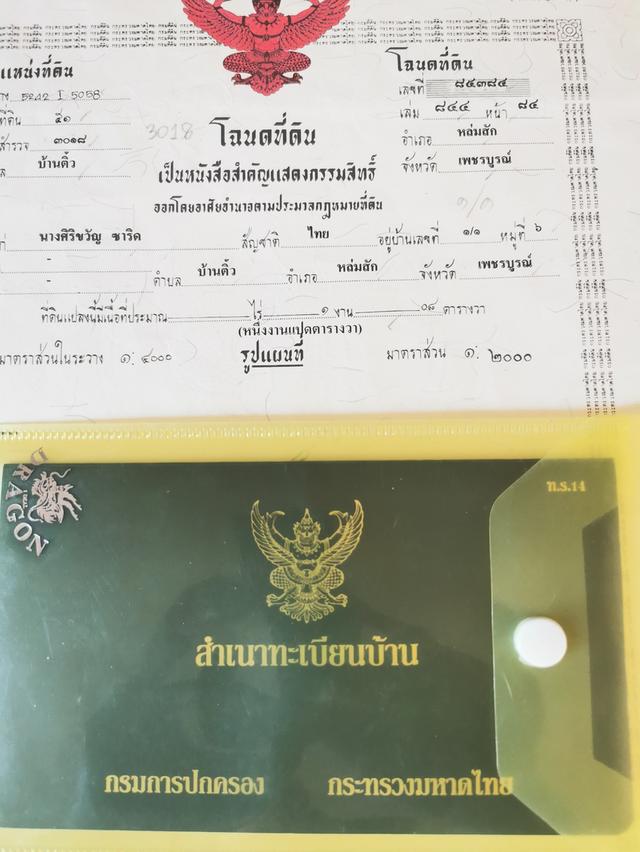 โฉนดที่ดิน
แหน่งที่ดิน
เลขที่ ๘๕๓๘๔
5242 I 5058
เล่ม ๘๔๔ หน้า ๘๔
ที่ดิน ๕๑
3018
โฉนดที่ดิน
อำเภอ หล่มสัก
สำรวจ ๓๐๑๘
จังหวัด เพชรบูรณ์
ล บ้านติ้ว
เป็นหนังสือสำคัญแสดงกรรมสิทธิ์
ออกโดยอาศัยอำนาจตามประมวลกฎหมายที่ดิน
นางศิริขวัญ ชาริด สัญชาติ ไทย อยู่บ้านเลขที่ ๑/๑ หมู่ที่ ๖
- ตำบล บ้านติ้ว อำเภอ หล่มสัก จังหวัด เพชรบูรณ์
ที่ดินแปลงนี้มีเนื้อที่ประมาณ - ไร่ ๑ งาน ๐๘ ตารางวา
(หนึ่งงานแปดตารางวา)
มาตราส่วนในระวาง ๑: ๔๐๐๐ รูปแผนที่ มาตราส่วน ๑: ๒๐๐๐
DRAGON
ท.ร.14
สำเนาทะเบียนบ้าน
กรมการปกครอง กระทรวงมหาดไทย